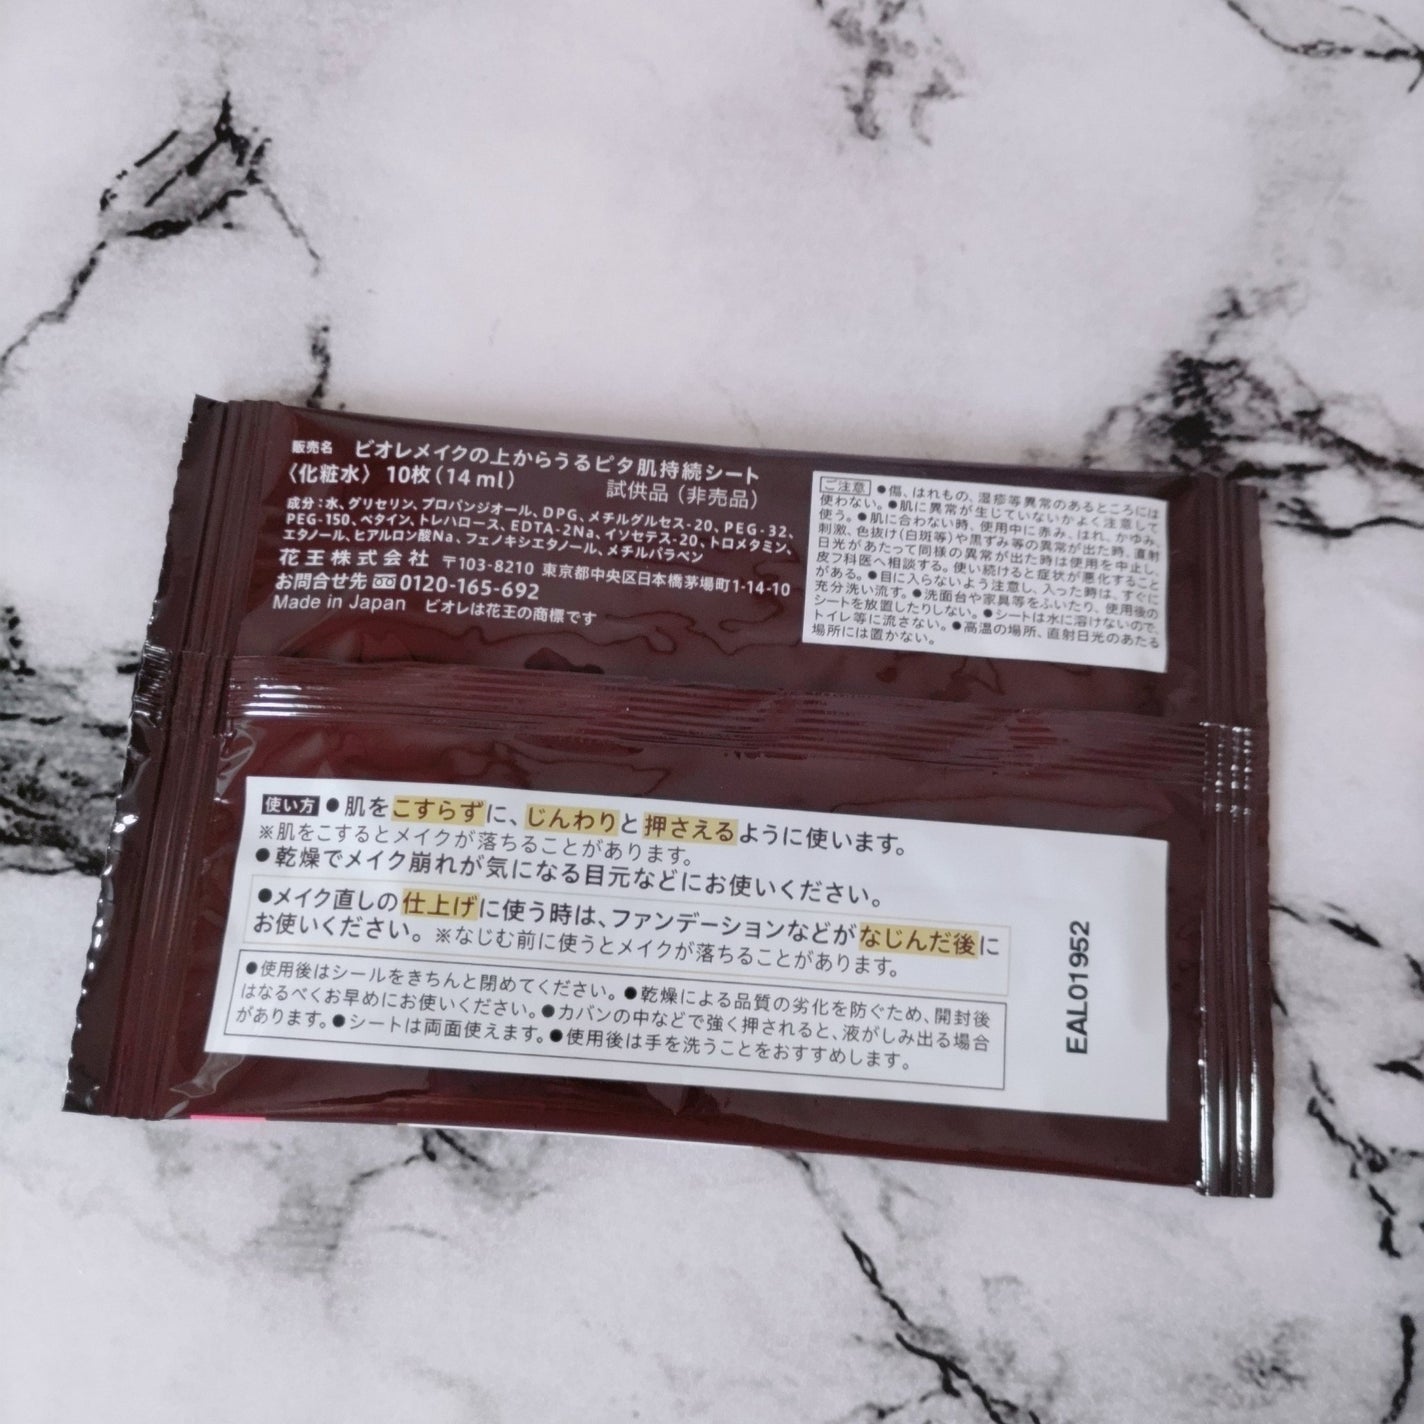 販売名 ビオレメイクの上からうるピタ肌持続シート
〈化粧水〉 10枚(14 ml)
試供品(非売品)
成分:水、グリセリン、プロパンジオール、DPG、メチルグルセス-20、PEG-32、
PEG-150、ベタイン、トレハロース、EDTA-2Na、イソセテス-20、トロメタミン、
エタノール、ヒアルロン酸Na、フェノキシエタノール、メチルパラベン
花王株式会社 〒103-8210 東京都中央区日本橋茅場町1-14-10
お問合せ先 0120-165-692
Made in Japan ビオレは花王の商標です
ご注意 ●傷、はれもの、湿疹等異常のあるところには
使わない。●肌に異常が生じていないかよく注意して
使う。●肌に合わない時、使用中に赤み、はれ、かゆみ、
刺激、色抜け(白斑等)や黒ずみ等の異常が出た時、直射
日光があたって同様の異常が出た時は使用を中止し、
皮フ科医へ相談する。使い続けると症状が悪化すること
がある。●目に入らないよう注意し、入った時は、すぐに
充分洗い流す。●洗面台や家具等をふいたり、使用後の
シートを放置したりしない。●シートは水に溶けないので、
トイレ等に流さない。●高温の場所、直射日光のあたる
場所には置かない。
使い方 ●肌をこすらずに、じんわりと押さえるように使います。
※肌をこするとメイクが落ちることがあります。
●乾燥でメイク崩れが気になる目元などにお使いください。
●メイク直しの仕上げに使う時は、ファンデーションなどがなじんだ後に
お使いください。※なじむ前に使うとメイクが落ちることがあります。
●使用後はシールをきちんと閉めてください。●乾燥による品質の劣化を防ぐため、開封後
はなるべくお早めにお使いください。●カバンの中などで強く押されると、液がしみ出る場合
があります。●シートは両面使えます。●使用後は手を洗うことをおすすめします。
EAL01952